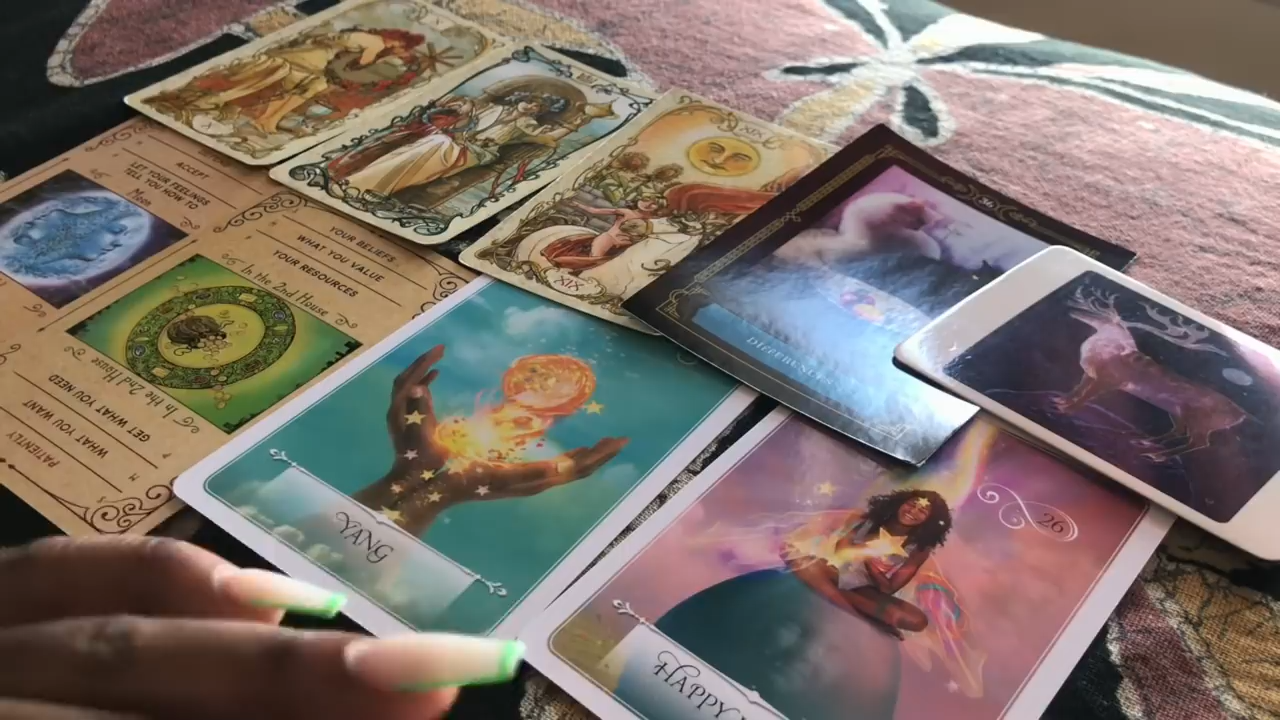 ACCEPT
LET YOUR FEELINGS
TELL YOU HOW TO
Moon
YOUR BELIEFS
WHAT YOU VALUE
YOUR RESOURCES
In the 2nd House
In the 2nd House
GET WHAT YOU NEED
WHAT YOU WANT
PATIENTLY
X
XIX
XIX
36
YANG
26
HAPPY